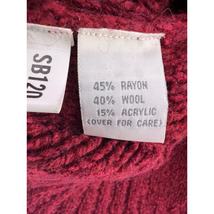 SB120
45% RAYON
40% WOOL
15% ACRYLIC
(OVER FOR CARE)